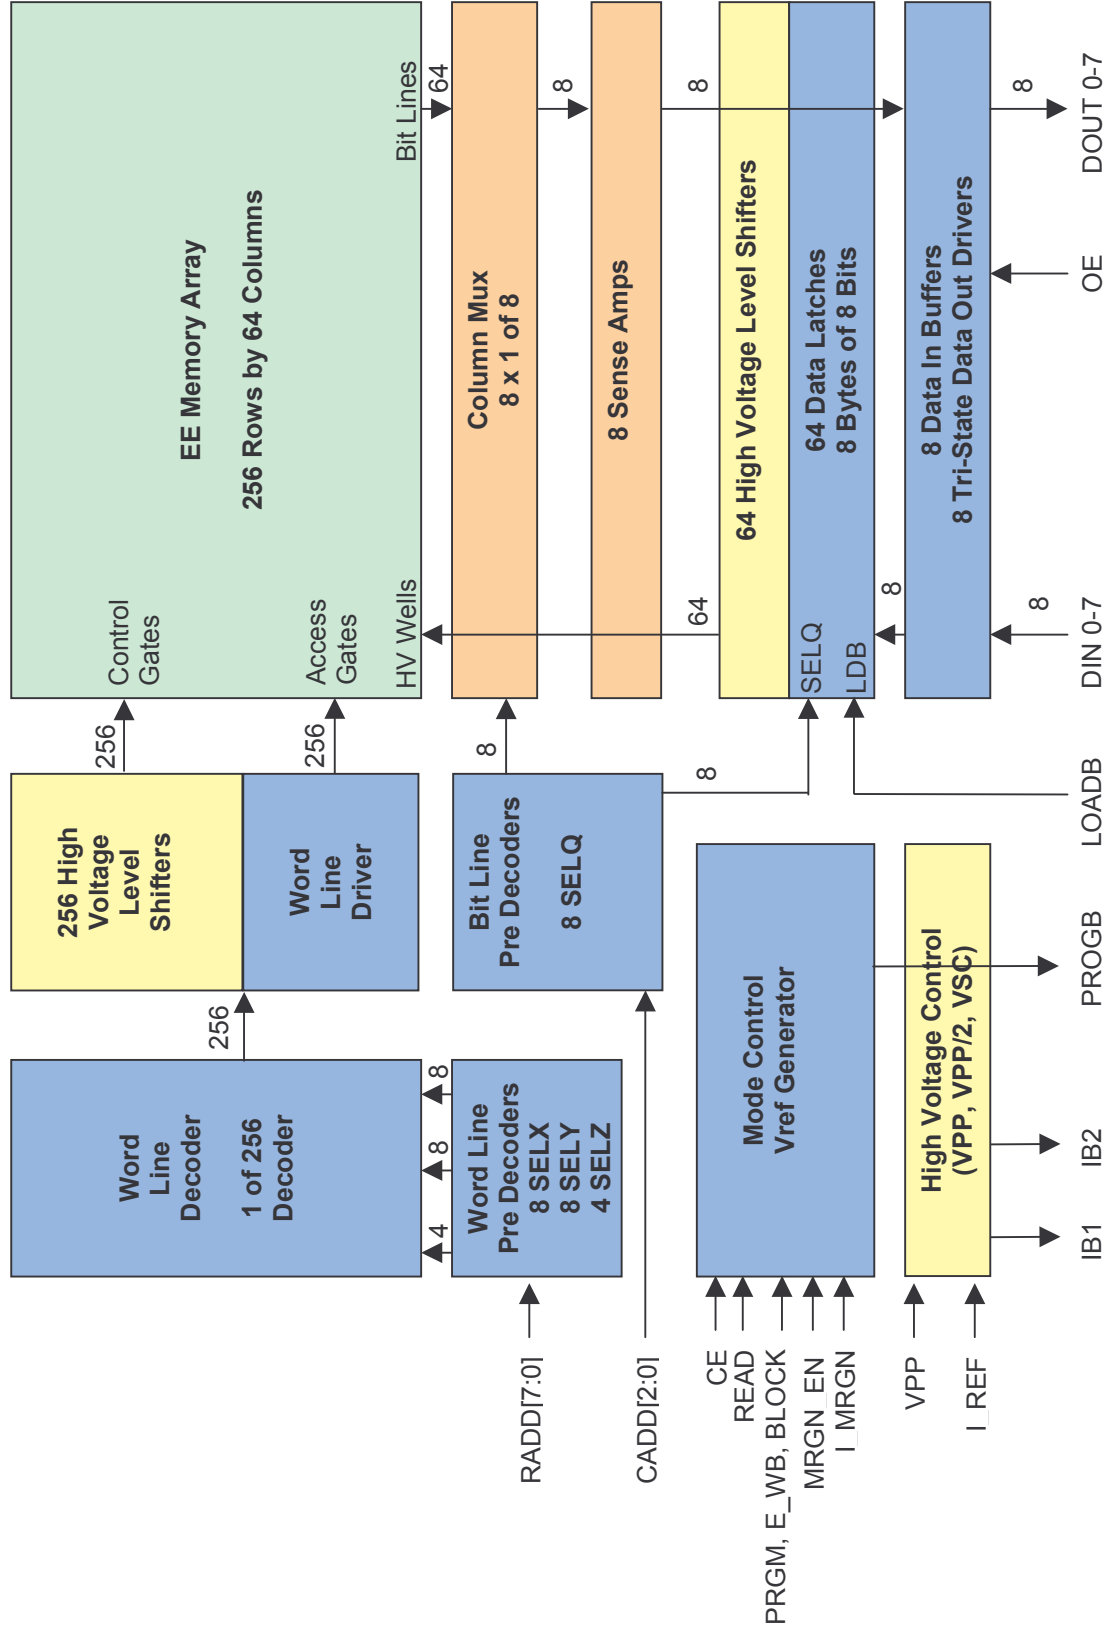 Word
Line
Decoder
1 of 256
Decoder
256
256 High
Voltage
Level
Shifters
Word
Line
Driver
256
256
Control
Gates
Access
Gates
HV Wells
EE Memory Array
256 Rows by 64 Columns
Bit Lines
4
8
8
64
Word Line
Pre Decoders
8 SELX
8 SELY
4 SELZ
RADD[7:0]
CADD[2:0]
Bit Line
Pre Decoders
8 SELQ
8
8
Column Mux
8 x 1 of 8
8
8 Sense Amps
64
8
64 High Voltage Level Shifters
SELQ
LDB
64 Data Latches
8 Bytes of 8 Bits
8
8 Data In Buffers
8 Tri-State Data Out Drivers
8
8
CE
READ
PRGM, E_WB, BLOCK
MRGN_EN
I_MRGN
Mode Control
Vref Generator
VPP
I_REF
High Voltage Control
(VPP, VPP/2, VSC)
IB1
IB2
PROGB
LOADB
DIN 0-7
OE
DOUT 0-7